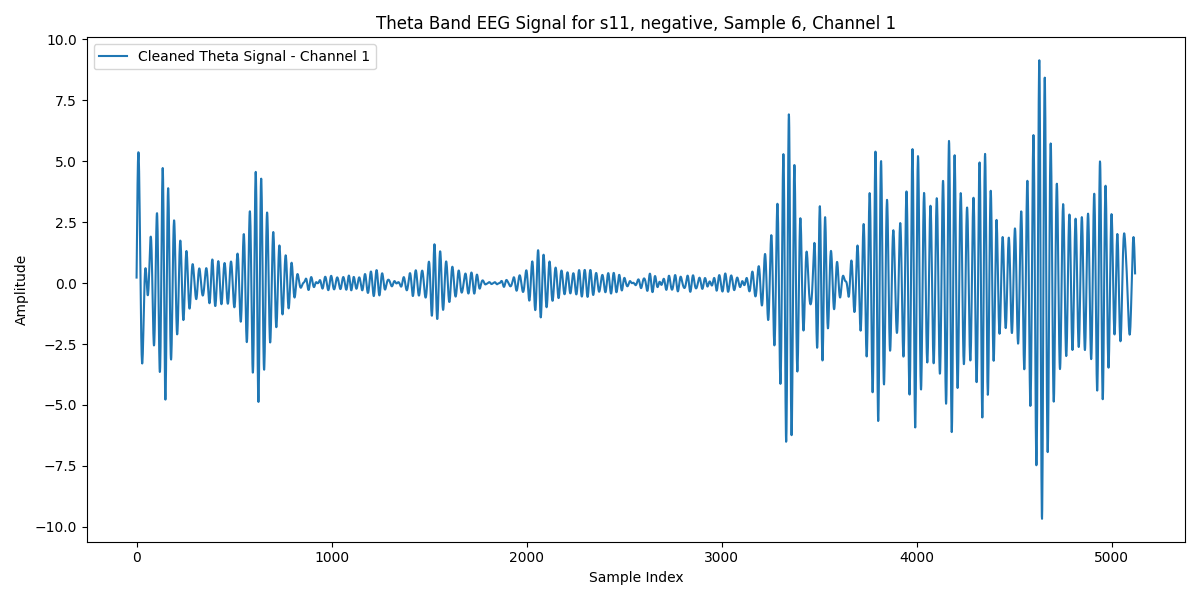 Theta Band EEG Signal for s11, negative, Sample 6, Channel 1
Cleaned Theta Signal - Channel 1
10.0
7.5
5.0
2.5
0.0
−2.5
−5.0
−7.5
−10.0
Amplitude
0 1000 2000 3000 4000 5000
Sample Index